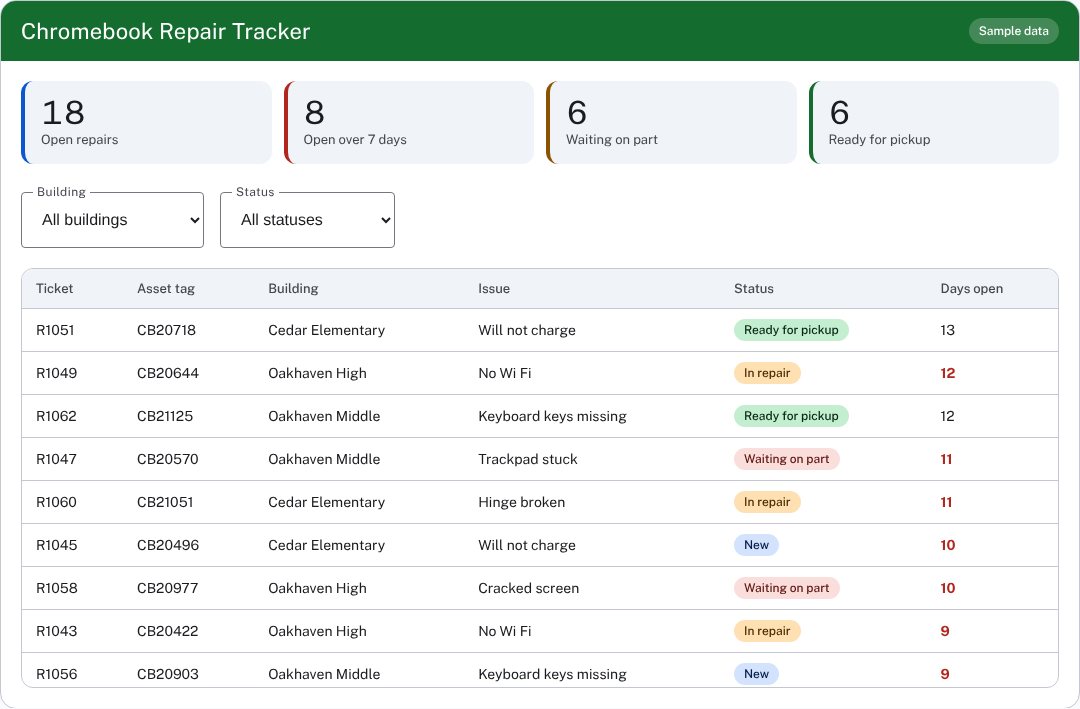 Chromebook Repair Tracker
Sample data
18
Open repairs
8
Open over 7 days
6
Waiting on part
6
Ready for pickup
Building
All buildings
Status
All statuses
Ticket Asset tag Building Issue Status Days open
R1051 CB20718 Cedar Elementary Will not charge Ready for pickup 13
R1049 CB20644 Oakhaven High No Wi Fi In repair 12
R1062 CB21125 Oakhaven Middle Keyboard keys missing Ready for pickup 12
R1047 CB20570 Oakhaven Middle Trackpad stuck Waiting on part 11
R1060 CB21051 Cedar Elementary Hinge broken In repair 11
R1045 CB20496 Cedar Elementary Will not charge New 10
R1058 CB20977 Oakhaven High Cracked screen Waiting on part 10
R1043 CB20422 Oakhaven High No Wi Fi In repair 9
R1056 CB20903 Oakhaven Middle Keyboard keys missing New 9